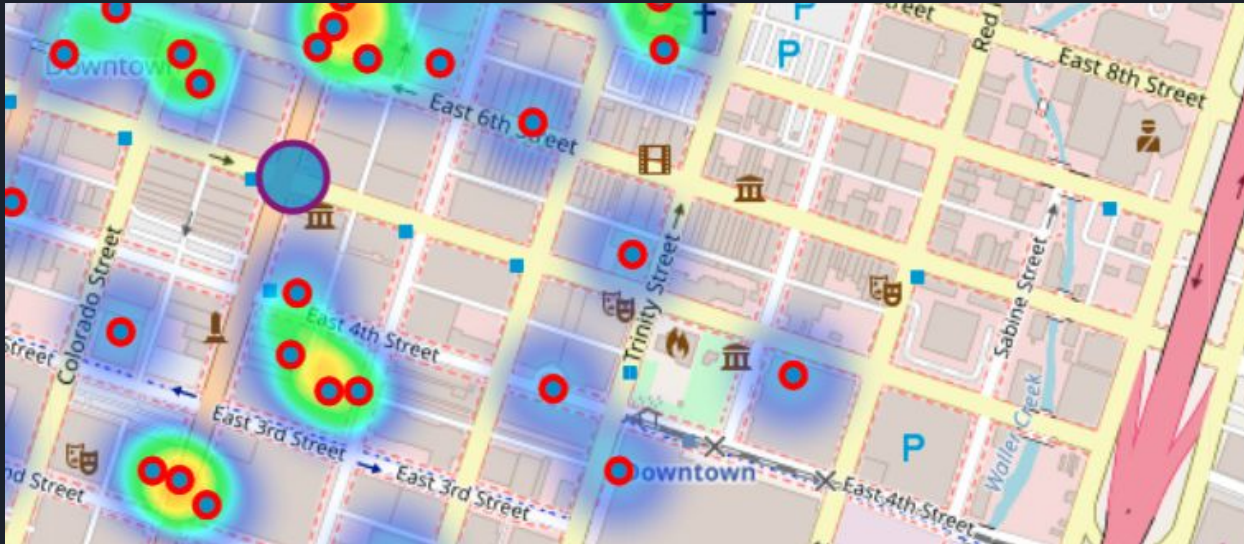 P
P
Street
Red
East 8th Street
Downtown
East 6th Street
Colorado Street
Trinity Street
Sabine Street
East 4th Street
Street
East 3rd Street
East 3rd Street
nd Street
Downtown
P
Waller Creek
East 4th Street